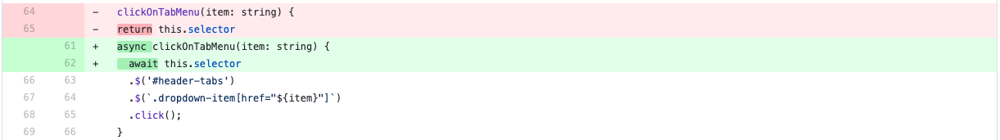 64 - clickOnTabMenu(item: string) {
65 - return this.selector
61 + async clickOnTabMenu(item: string) {
62 + await this.selector
66 63 .$('#header-tabs')
67 64 .$(`.dropdown-item[href="${item}"]`)
68 65 .click();
69 66 }